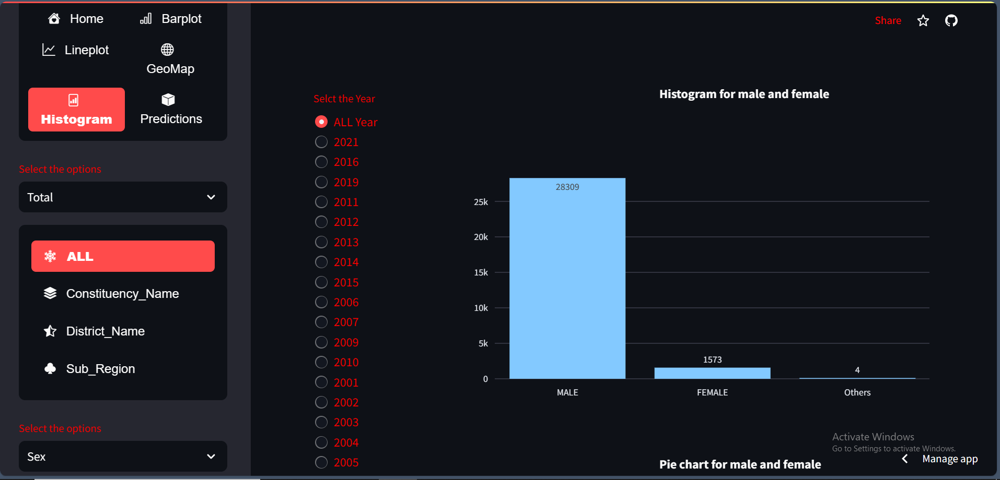 Home
Barplot
Lineplot
GeoMap
Histogram
Predictions
Select the options
Total
ALL
Constituency_Name
District_Name
Sub_Region
Select the options
Sex
Share
Selct the Year
ALL Year
2021
2016
2019
2011
2012
2013
2014
2015
2006
2007
2009
2010
2001
2002
2003
2004
2005
Histogram for male and female
28309
25k
20k
15k
10k
5k
1573
4
0
MALE
FEMALE
Others
Activate Windows
Go to Settings to activate Windows.
Manage app
Pie chart for male and female